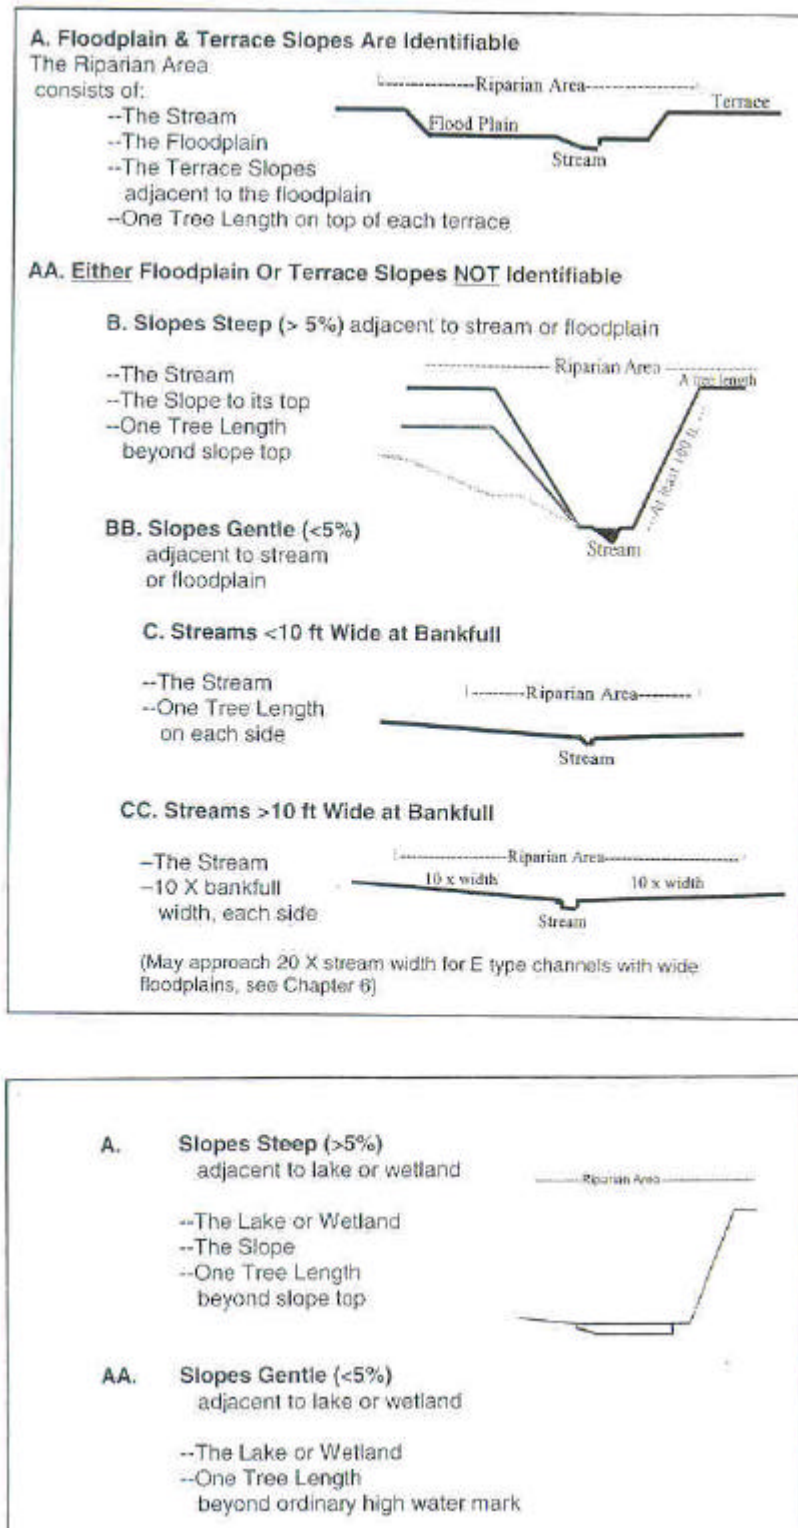 A. Floodplain & Terrace Slopes Are Identifiable
The Riparian Area
consists of:
--The Stream
--The Floodplain
--The Terrace Slopes
adjacent to the floodplain
--One Tree Length on top of each terrace
Riparian Area
Terrace
Flood Plain
Stream
AA. Either Floodplain Or Terrace Slopes NOT Identifiable
B. Slopes Steep (> 5%) adjacent to stream or floodplain
--The Stream
--The Slope to its top
--One Tree Length
beyond slope top
Riparian Area
A tree length
At least 100 ft.
Stream
BB. Slopes Gentle (<5%)
adjacent to stream
or floodplain
C. Streams <10 ft Wide at Bankfull
--The Stream
--One Tree Length
on each side
Riparian Area
Stream
CC. Streams >10 ft Wide at Bankfull
--The Stream
--10 X bankfull
width, each side
Riparian Area
10 x width 10 x width
Stream
(May approach 20 X stream width for E type channels with wide
floodplains, see Chapter 6)
A. Slopes Steep (>5%)
adjacent to lake or wetland
--The Lake or Wetland
--The Slope
--One Tree Length
beyond slope top
Riparian Area
AA. Slopes Gentle (<5%)
adjacent to lake or wetland
--The Lake or Wetland
--One Tree Length
beyond ordinary high water mark